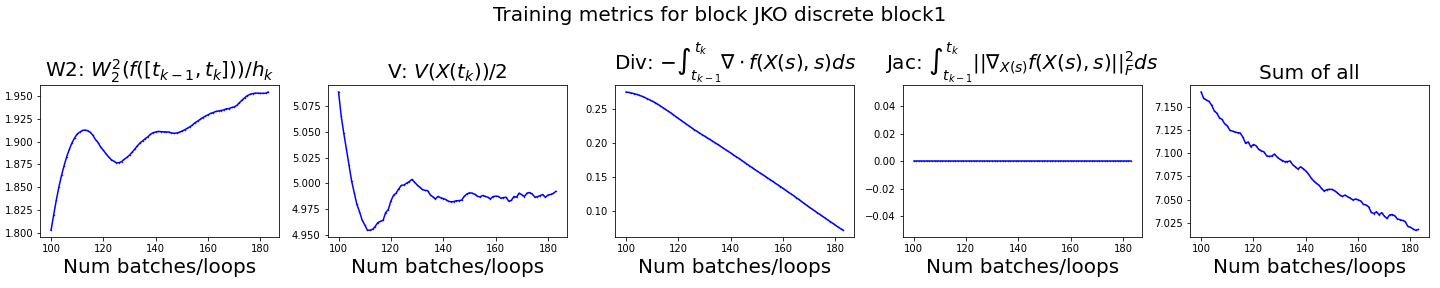 Training metrics for block JKO discrete block1
W2: $W_2^2(f([t_{k-1}, t_k]))/h_k$
1.950
1.925
1.900
1.875
1.850
1.825
1.800
100 120 140 160 180
Num batches/loops
V: $V(X(t_k))/2$
5.075
5.050
5.025
5.000
4.975
4.950
100 120 140 160 180
Num batches/loops
Div: $-\int_{t_{k-1}}^{t_k} \nabla \cdot f(X(s), s)ds$
0.25
0.20
0.15
0.10
100 120 140 160 180
Num batches/loops
Jac: $\int_{t_{k-1}}^{t_k} ||\nabla_{X(s)} f(X(s), s)||_F^2 ds$
0.04
0.02
0.00
−0.02
−0.04
100 120 140 160 180
Num batches/loops
Sum of all
7.150
7.125
7.100
7.075
7.050
7.025
100 120 140 160 180
Num batches/loops